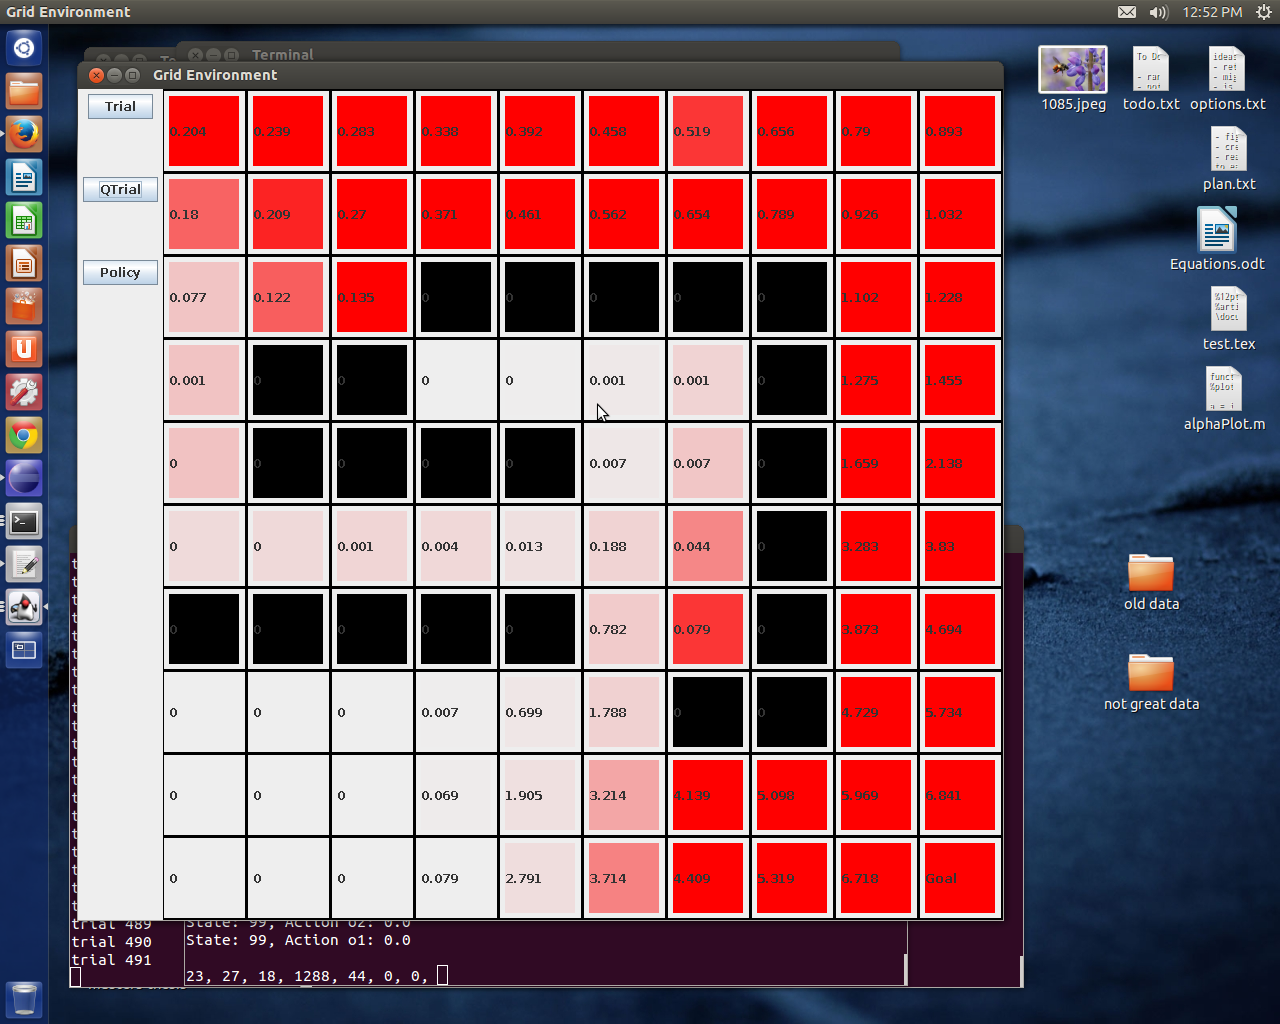 Grid Environment
12:52 PM
Terminal
Grid Environment
Trial
QTrial
Policy
0.204 0.239 0.283 0.338 0.392 0.458 0.519 0.656 0.79 0.893
0.18 0.209 0.27 0.371 0.461 0.562 0.654 0.789 0.926 1.032
0.077 0.122 0.135 0 0 0 0 0 1.102 1.228
0.001 0 0 0 0 0.001 0.001 0 1.275 1.455
0 0 0 0 0 0.007 0.007 0 1.659 2.138
0 0 0.001 0.004 0.013 0.188 0.044 0 3.283 3.83
0 0 0 0 0 0.782 0.079 0 3.873 4.694
0 0 0 0.007 0.699 1.788 0 0 4.729 5.734
0 0 0 0.069 1.905 3.214 4.139 5.098 5.969 6.841
0 0 0 0.079 2.791 3.714 4.409 5.319 6.718 Goal
trial 489
trial 490
trial 491
State: 99, Action o2: 0.0
State: 99, Action o1: 0.0
23, 27, 18, 1288, 44, 0, 0,
1085.jpeg
todo.txt
options.txt
plan.txt
Equations.odt
test.tex
alphaPlot.m
old data
not great data